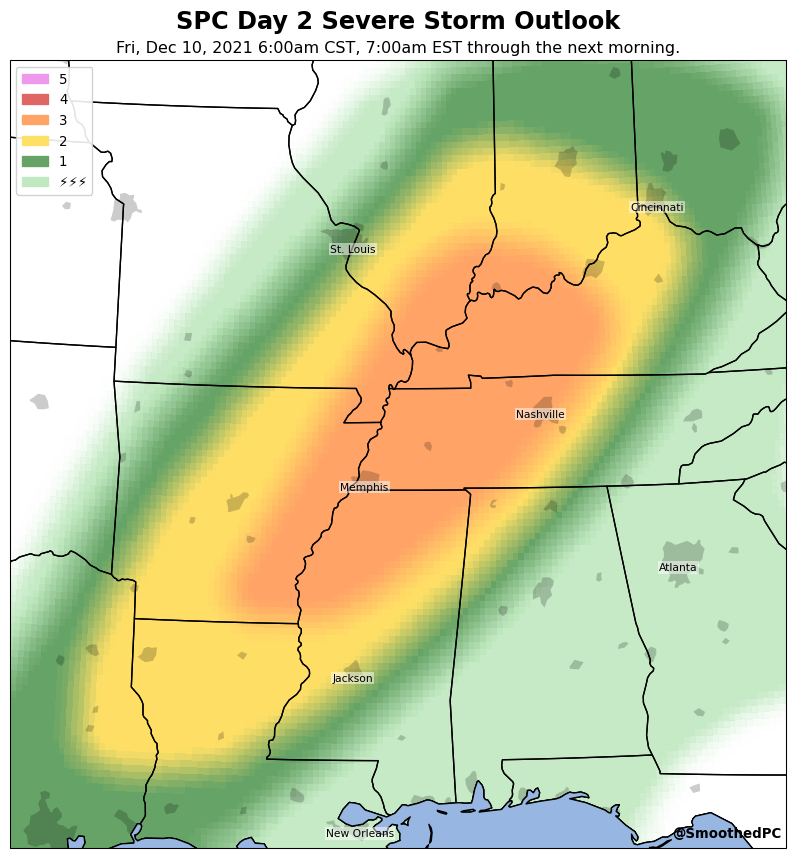 SPC Day 2 Severe Storm Outlook
Fri, Dec 10, 2021 6:00am CST, 7:00am EST through the next morning.
5
4
3
2
1
⚡⚡⚡
Cincinnati
St. Louis
Nashville
Memphis
Atlanta
Jackson
New Orleans
@SmoothedPC